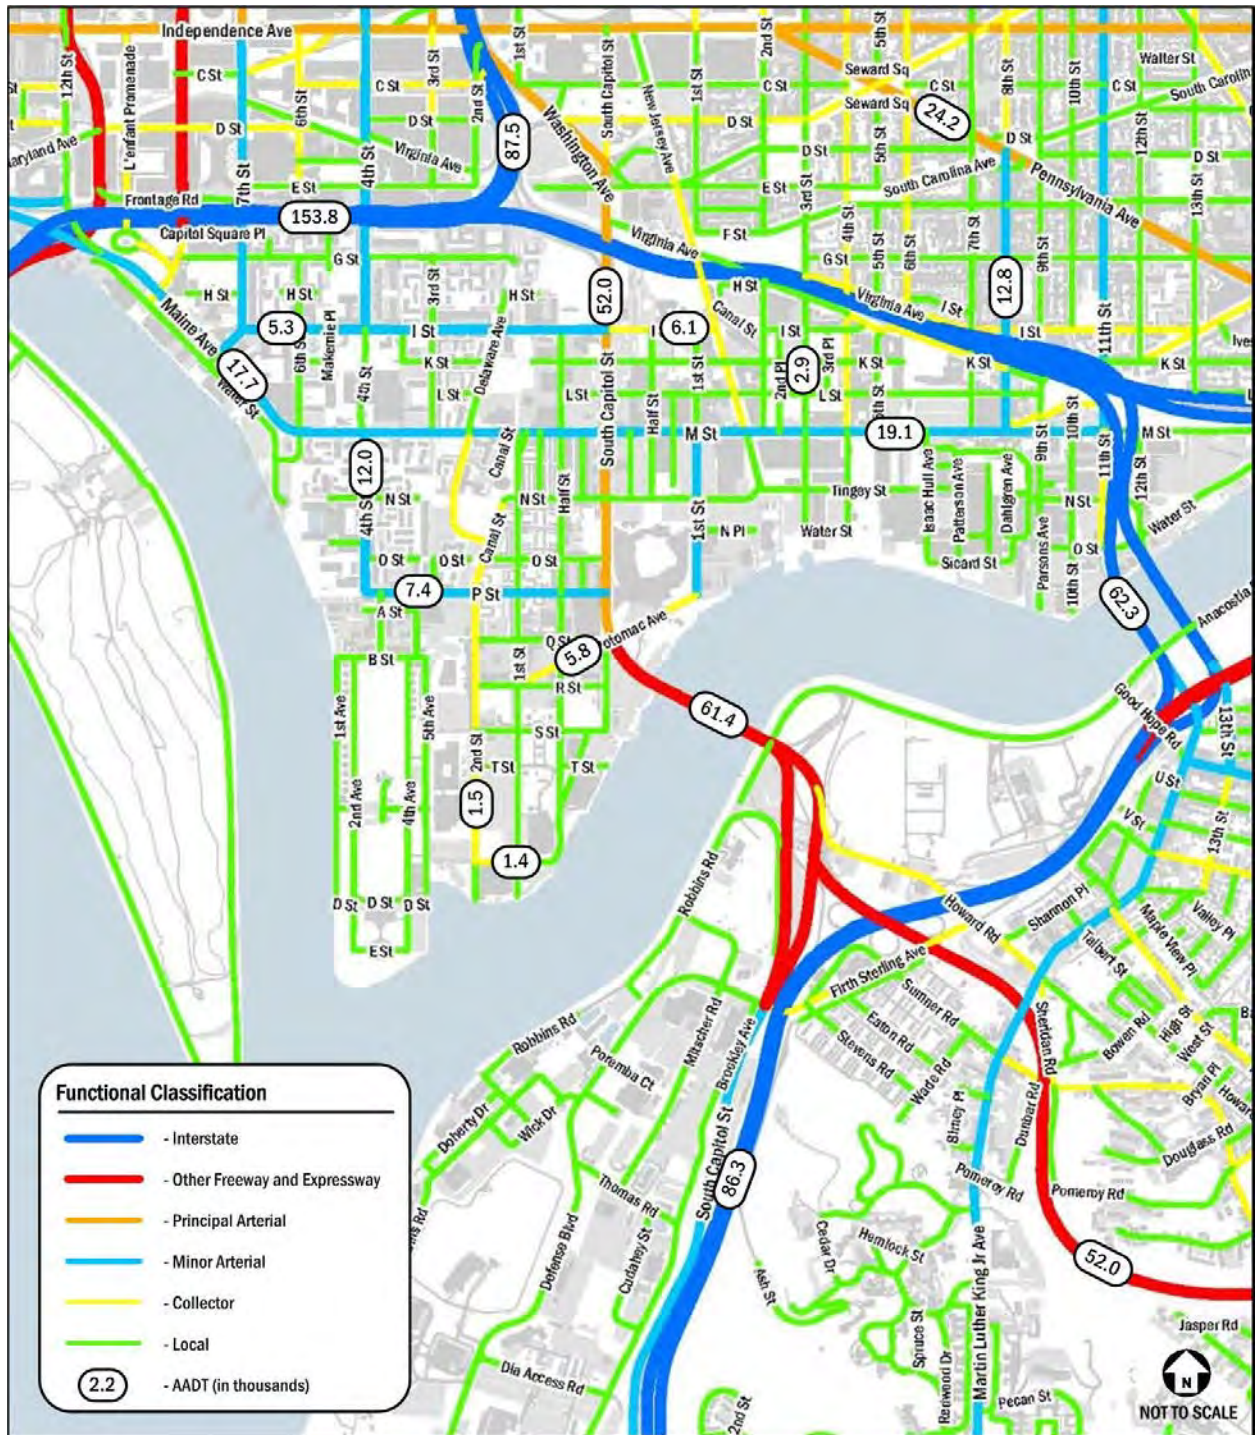 Independence Ave
12th St
L'enfant Promenade
C St
7th St
6th St
4th St
C St
3rd St
2nd St
1st St
South Capitol St
New Jersey Ave
1st St
2nd St
C St
5th St
Seward Sq
C St
8th St
10th St
C St
Walter St
South Carolin
D St
Virginia Ave
D St
87.5
Washington Ave
D St
Seward Sq
24.2
D St
5th St
D St
12th St
D St
aryland Ave
Frontage Rd
E St
153.8
E St
3rd St
South Carolina Ave
Pennsylvania Ave
13th St
Capitol Square Pl
G St
Virginia Ave
F St
4th St
G St
5th St
6th St
7th St
9th St
H St
H St
3rd St
H St
52.0
H St
Virginia Ave
I St
12.8
Maine Ave
5.3
Makemie Pl
I St
I
6.1
Canal St
I St
I St
11th St
Ives
17.7
6th St
4th St
K St
Delaware Ave
1st St
2nd Pl
2.9
3rd Pl
K St
K St
K St
Water St
L St
L St
South Capitol St
Half St
L St
5th St
10th St
L
12.0
Canal St
M St
19.1
9th St
11th St
M St
12th St
N St
N St
Half St
Tingey St
Isaac Hull Ave
Patterson Ave
Dahlgren Ave
N St
4th St
Canal St
1st St
N Pl
Water St
Water St
O St
O St
O St
Sicard St
Parsons Ave
10th St
O St
7.4
P St
62.3
Anacostia
A St
Q St
5.8
otomac Ave
B St
1st St
R St
1st Ave
5th Ave
2nd St
61.4
Good Hope Rd
13th St
S St
T St
T St
U St
2nd Ave
4th Ave
1.5
V St
13th St
1.4
Robbins Rd
D St
D St
D St
E St
Howard Rd
Shannon Pl
Maple View Pl
Valley Pl
Talbert St
Firth Sterling Ave
Sumner Rd
Robbins Rd
Mitscher Rd
Brockley Ave
Eaton Rd
Stevens Rd
Sheridan Rd
Bowen Rd
High St
West St
Poremba Ct
Wade Rd
Bryan Pl
Howard
Doherty Dr
Wick Dr
Birney Pl
Dunbar Rd
Douglass Rd
South Capitol St
86.3
Thomas Rd
Pomeroy Rd
Pomeroy Rd
Defense Blvd
Cudahey St
Cedar Dr
Hemlock St
Martin Luther King Jr Ave
52.0
Ash St
Spruce St
Redwood Dr
Jasper Rd
Dia Access Rd
2nd St
Pecan St
Functional Classification
- Interstate
- Other Freeway and Expressway
- Principal Arterial
- Minor Arterial
- Collector
- Local
2.2 - AADT (in thousands)
N
NOT TO SCALE